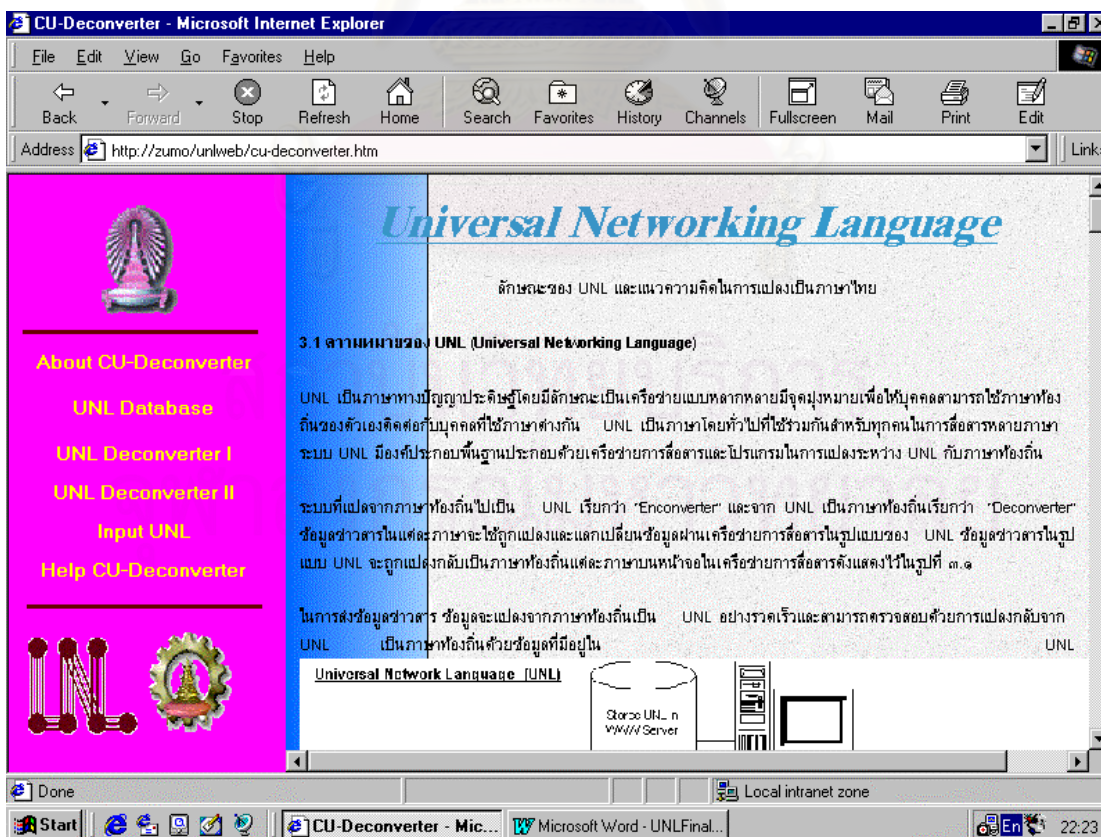 CU-Deconverter - Microsoft Internet Explorer
File Edit View Go Favorites Help
Back Forward Stop Refresh Home Search Favorites History Channels Fullscreen Mail Print Edit
Address http://zumo/unlweb/cu-deconverter.htm Links
About CU-Deconverter
UNL Database
UNL Deconverter I
UNL Deconverter II
Input UNL
Help CU-Deconverter
UNL
Universal Networking Language
ลักษณะของ UNL และแนวความคิดในการแปลงเป็นภาษาไทย
3.1 ความหมายของ UNL (Universal Networking Language)
UNL เป็นภาษาทางปัญญาประดิษฐ์โดยมีลักษณะเป็นเครือข่ายแบบหลากหลายมีจุดมุ่งหมายเพื่อให้บุคคลสามารถใช้ภาษาท้อง
ถิ่นของตัวเองติดต่อกับบุคคลที่ใช้ภาษาต่างกัน UNL เป็นภาษาโดยทั่วไปที่ใช้ร่วมกันสำหรับทุกคนในการสื่อสารหลายภาษา
ระบบ UNL มีองค์ประกอบพื้นฐานประกอบด้วยเครือข่ายการสื่อสารและโปรแกรมในการแปลงระหว่าง UNL กับภาษาท้องถิ่น
ระบบที่แปลงจากภาษาท้องถิ่นไปเป็น UNL เรียกว่า "Enconverter" และจาก UNL เป็นภาษาท้องถิ่นเรียกว่า "Deconverter"
ข้อมูลข่าวสารในแต่ละภาษาจะใช้ถูกแปลงและแลกเปลี่ยนข้อมูลผ่านเครือข่ายการสื่อสารในรูปแบบของ UNL ข้อมูลข่าวสารในรูป
แบบ UNL จะถูกแปลงกลับเป็นภาษาท้องถิ่นแต่ละภาษาบนหน้าจอในเครือข่ายการสื่อสารดังแสดงไว้ในรูปที่ ๓.๑
ในการส่งข้อมูลข่าวสาร ข้อมูลจะแปลงจากภาษาท้องถิ่นเป็น UNL อย่างรวดเร็วและสามารถตรวจสอบด้วยการแปลงกลับจาก
UNL เป็นภาษาท้องถิ่นด้วยข้อมูลที่มีอยู่ใน UNL
Universal Network Language (UNL)
Stored UNL in
WWW Server
Done Local intranet zone
Start CU-Deconverter - Mic... Microsoft Word - UNLFinal... En 22:23